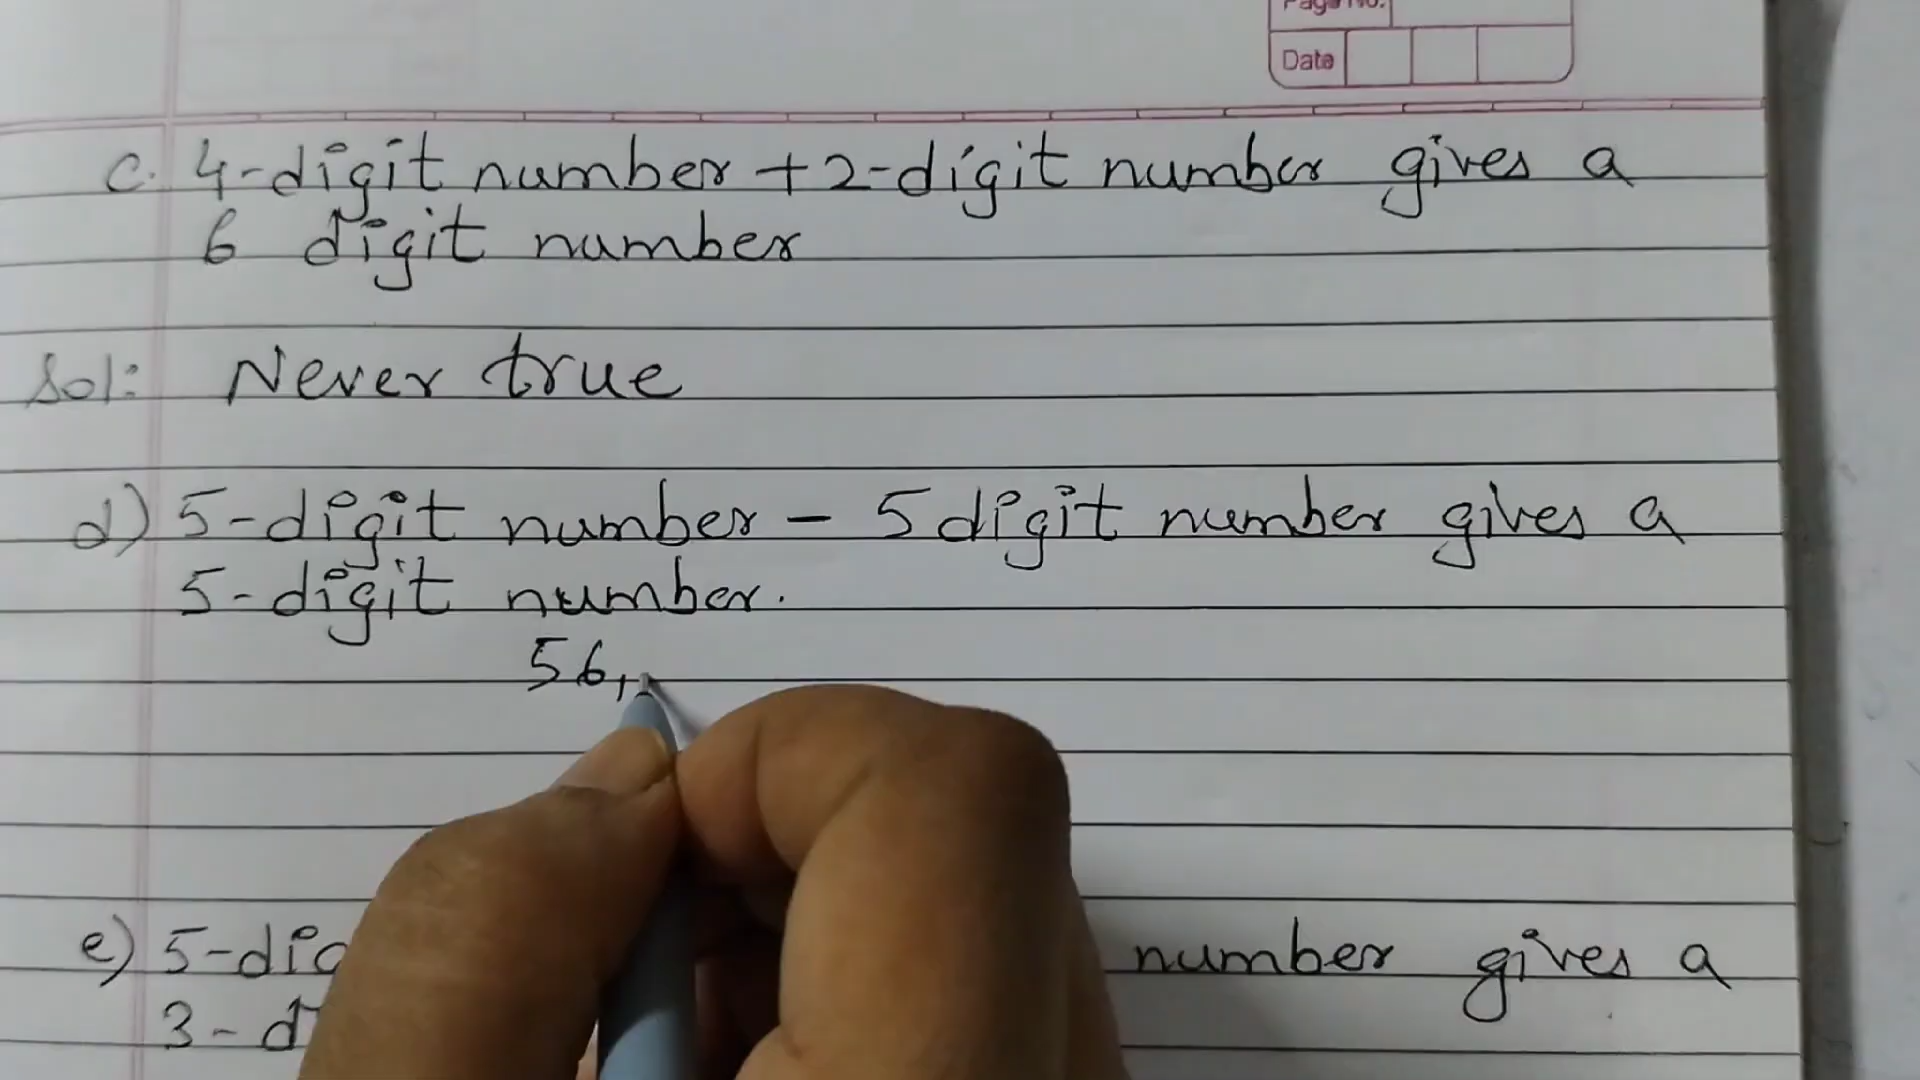 Page No.
Date
c. 4-digit number + 2-digit number gives a
6 digit number
Sol: Never true
d) 5-digit number - 5 digit number gives a
5-digit number.
56,
e) 5-dig number gives a
3-d